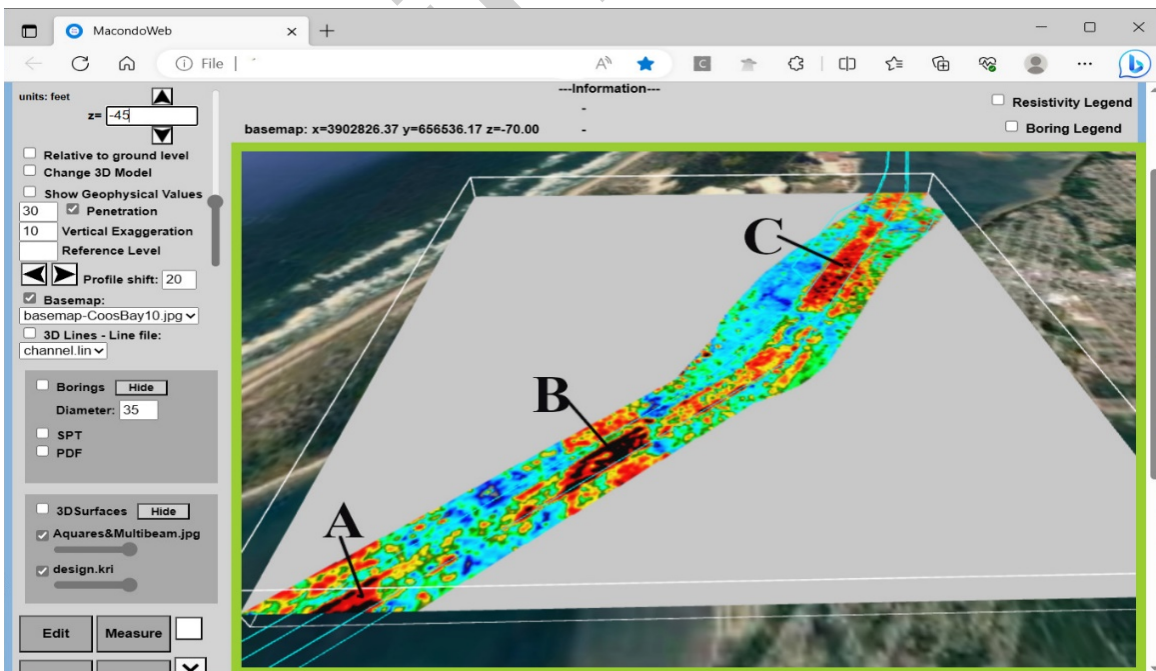 MacondoWeb
File
units: feet
z= -45
Relative to ground level
Change 3D Model
Show Geophysical Values
30 Penetration
10 Vertical Exaggeration
Reference Level
Profile shift: 20
Basemap:
basemap-CoosBay10.jpg
3D Lines - Line file:
channel.lin
Borings Hide
Diameter: 35
SPT
PDF
3DSurfaces Hide
Aquares&Multibeam.jpg
design.kri
Edit Measure
---Information---
-
basemap: x=3902826.37 y=656536.17 z=-70.00 -
Resistivity Legend
Boring Legend
C
B
A